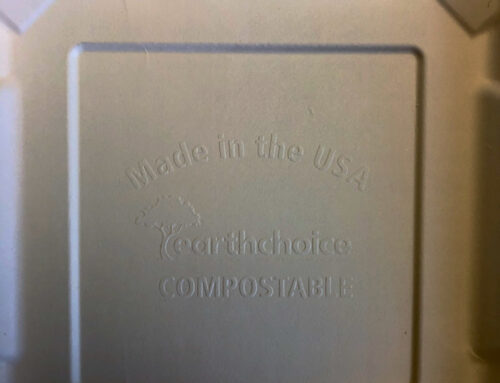 Made in the USA
earthchoice
COMPOSTABLE